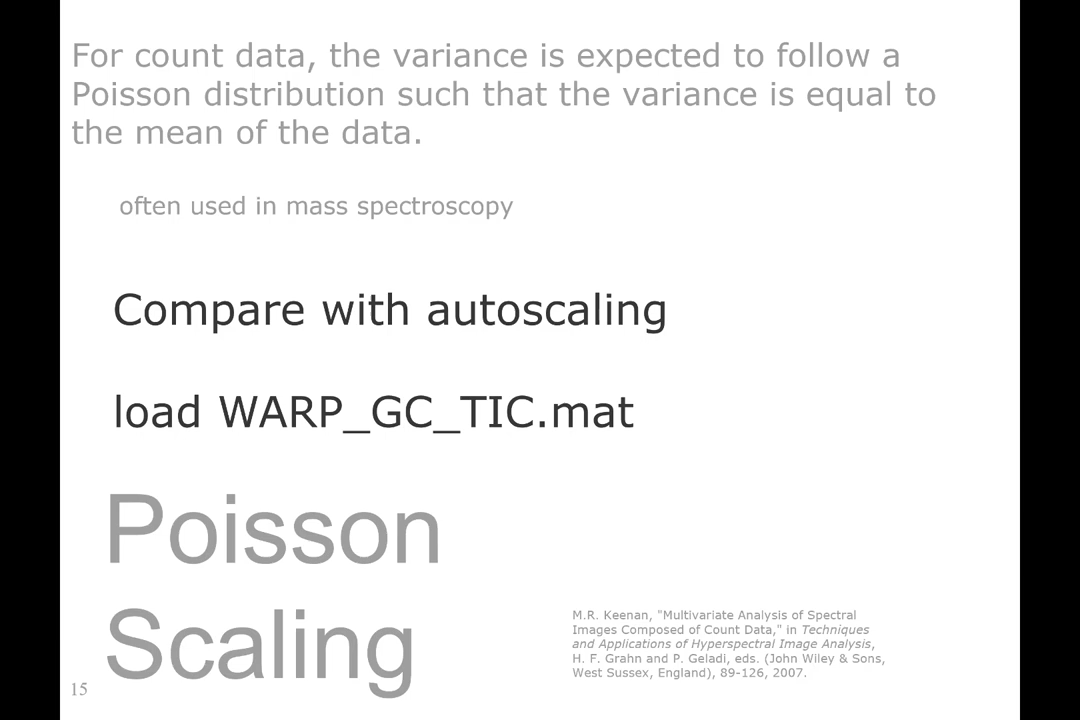 For count data, the variance is expected to follow a
Poisson distribution such that the variance is equal to
the mean of the data.
often used in mass spectroscopy
Compare with autoscaling
load WARP_GC_TIC.mat
Poisson
Scaling
M.R. Keenan, "Multivariate Analysis of Spectral
Images Composed of Count Data," in Techniques
and Applications of Hyperspectral Image Analysis,
H. F. Grahn and P. Geladi, eds. (John Wiley & Sons,
West Sussex, England), 89-126, 2007.
15